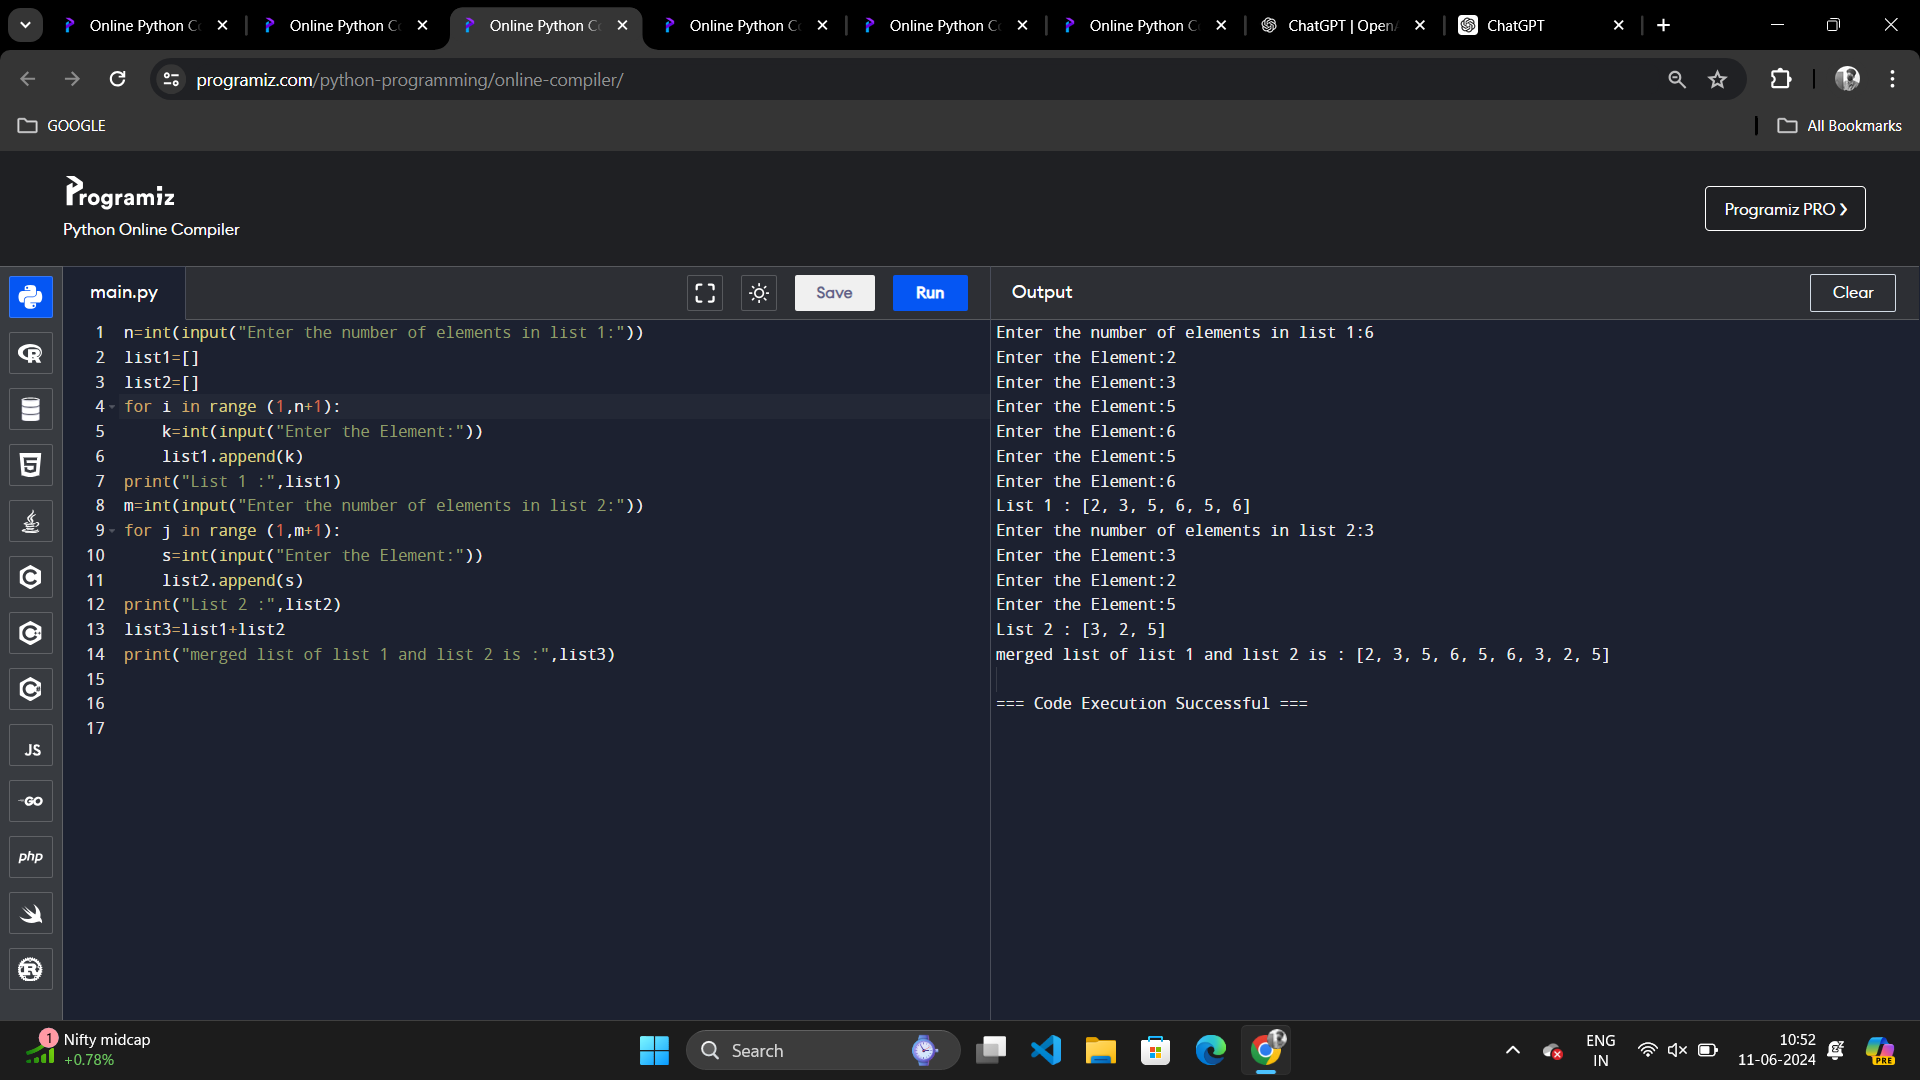 Online Python Co
Online Python Co
Online Python Co
Online Python Co
Online Python Co
Online Python C
ChatGPT | OpenA
ChatGPT
programiz.com/python-programming/online-compiler/
GOOGLE
All Bookmarks
Programiz
Python Online Compiler
Programiz PRO ❯
main.py
Save
Run
Output
Clear
1 n=int(input("Enter the number of elements in list 1:"))
2 list1=[]
3 list2=[]
4 for i in range (1,n+1):
5     k=int(input("Enter the Element:"))
6     list1.append(k)
7 print("List 1 :",list1)
8 m=int(input("Enter the number of elements in list 2:"))
9 for j in range (1,m+1):
10     s=int(input("Enter the Element:"))
11     list2.append(s)
12 print("List 2 :",list2)
13 list3=list1+list2
14 print("merged list of list 1 and list 2 is :",list3)
15
16
17
Enter the number of elements in list 1:6
Enter the Element:2
Enter the Element:3
Enter the Element:5
Enter the Element:6
Enter the Element:5
Enter the Element:6
List 1 : [2, 3, 5, 6, 5, 6]
Enter the number of elements in list 2:3
Enter the Element:3
Enter the Element:2
Enter the Element:5
List 2 : [3, 2, 5]
merged list of list 1 and list 2 is : [2, 3, 5, 6, 5, 6, 3, 2, 5]
=== Code Execution Successful ===
R
5
C
C
C
JS
GO
php
R
1
Nifty midcap
+0.78%
Search
ENG
IN
10:52
11-06-2024
PRE